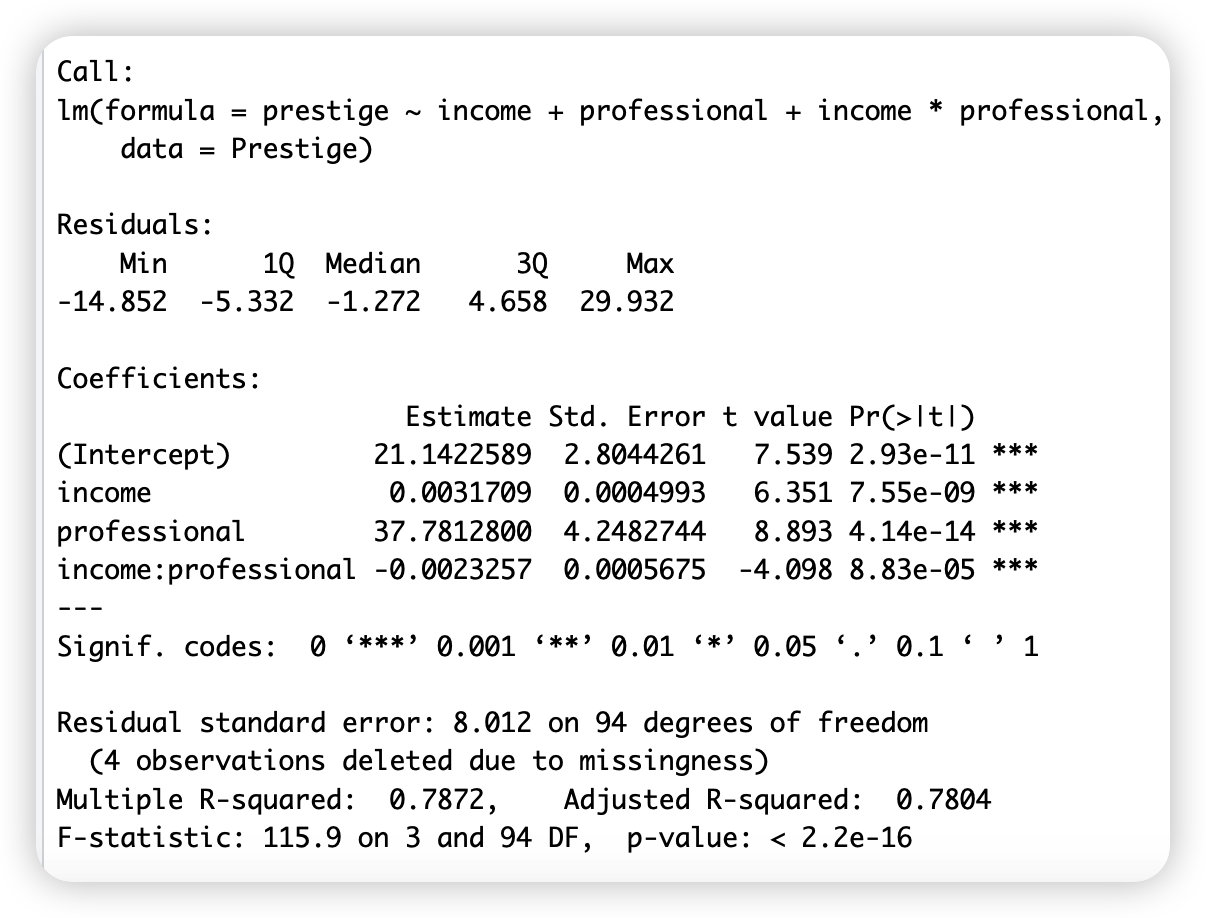 Call:
lm(formula = prestige ~ income + professional + income * professional,
    data = Prestige)
Residuals:
    Min      1Q  Median      3Q     Max
-14.852  -5.332  -1.272   4.658  29.932
Coefficients:
                      Estimate Std. Error t value Pr(>|t|)
(Intercept)         21.1422589  2.8044261   7.539 2.93e-11 ***
income               0.0031709  0.0004993   6.351 7.55e-09 ***
professional        37.7812800  4.2482744   8.893 4.14e-14 ***
income:professional -0.0023257  0.0005675  -4.098 8.83e-05 ***
---
Signif. codes:  0 ‘***’ 0.001 ‘**’ 0.01 ‘*’ 0.05 ‘.’ 0.1 ‘ ’ 1
Residual standard error: 8.012 on 94 degrees of freedom
  (4 observations deleted due to missingness)
Multiple R-squared:  0.7872,	Adjusted R-squared:  0.7804
F-statistic: 115.9 on 3 and 94 DF,  p-value: < 2.2e-16